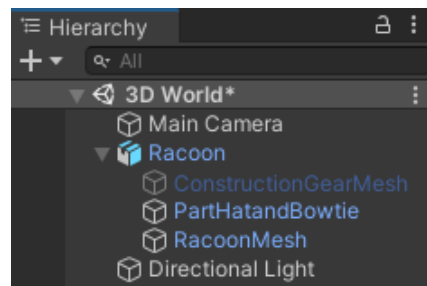 Hierarchy
All
3D World*
Main Camera
Racoon
ConstructionGearMesh
PartHatandBowtie
RacoonMesh
Directional Light